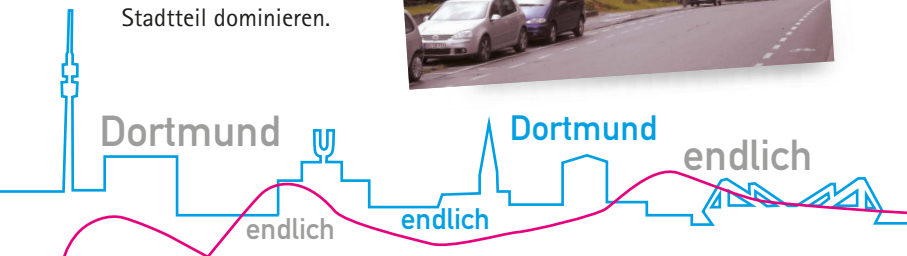 Stadtteil dominieren.
Dortmund
U
Dortmund
endlich
endlich
endlich